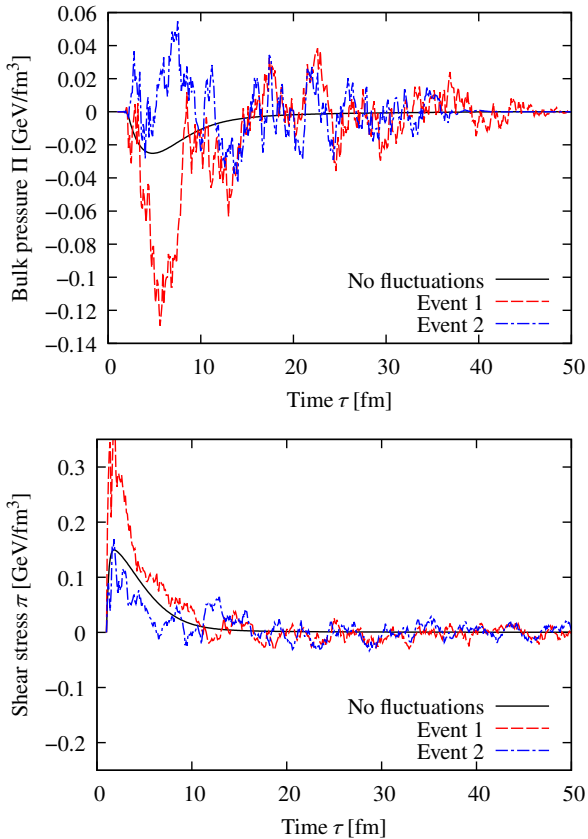 0.06
0.04
0.02
0
-0.02
-0.04
-0.06
-0.08
-0.1
-0.12
-0.14
Bulk pressure Π [GeV/fm³]
No fluctuations
Event 1
Event 2
0 10 20 30 40 50
Time τ [fm]
0.3
0.2
0.1
0
-0.1
-0.2
Shear stress π [GeV/fm³]
No fluctuations
Event 1
Event 2
0 10 20 30 40 50
Time τ [fm]